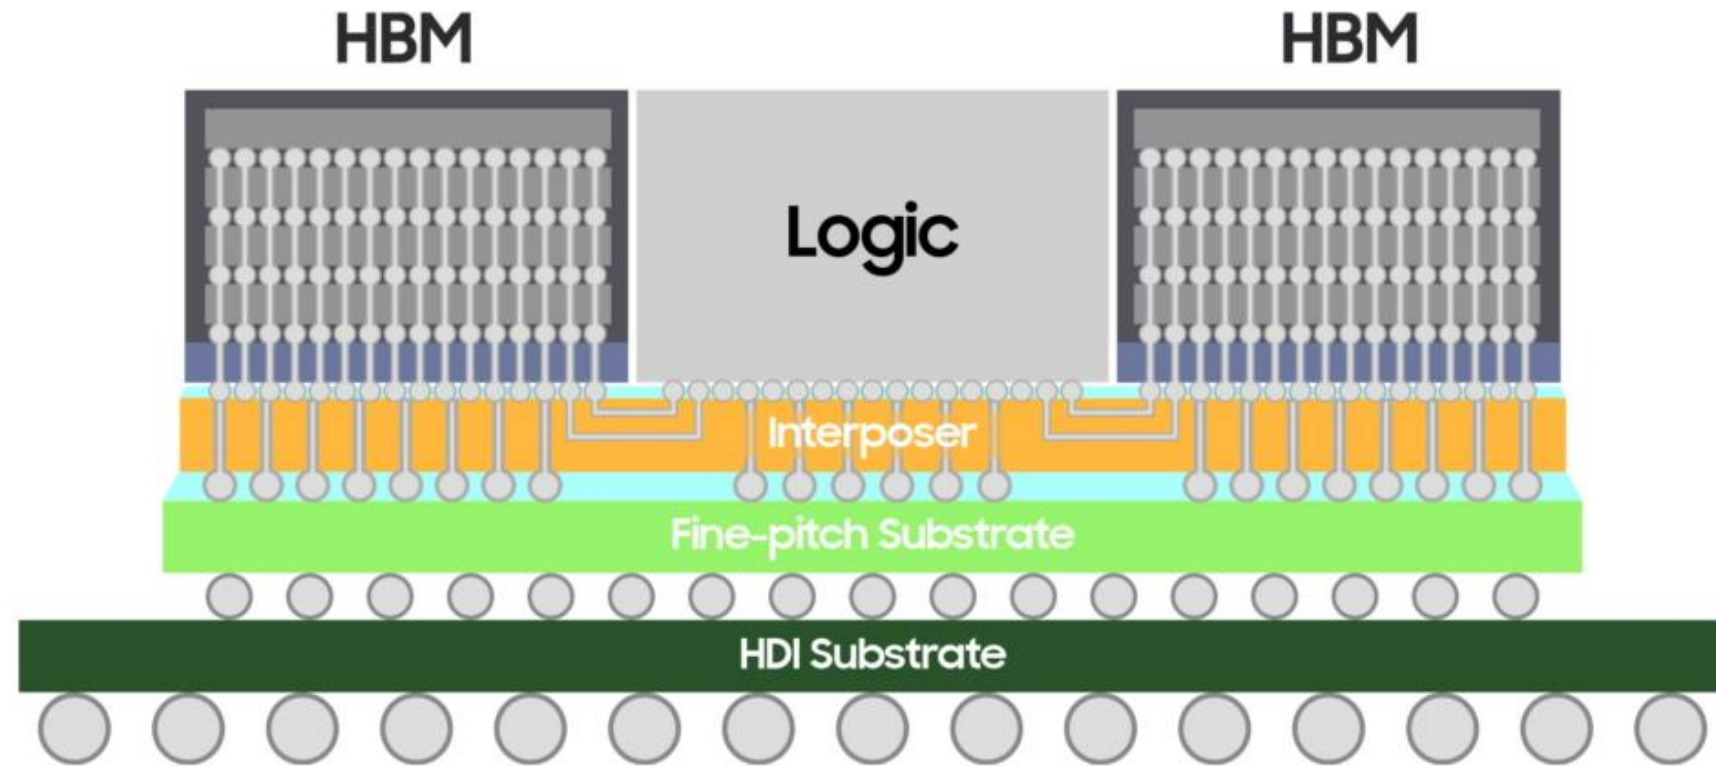 HBM
HBM
Logic
Interposer
Fine-pitch Substrate
HDI Substrate